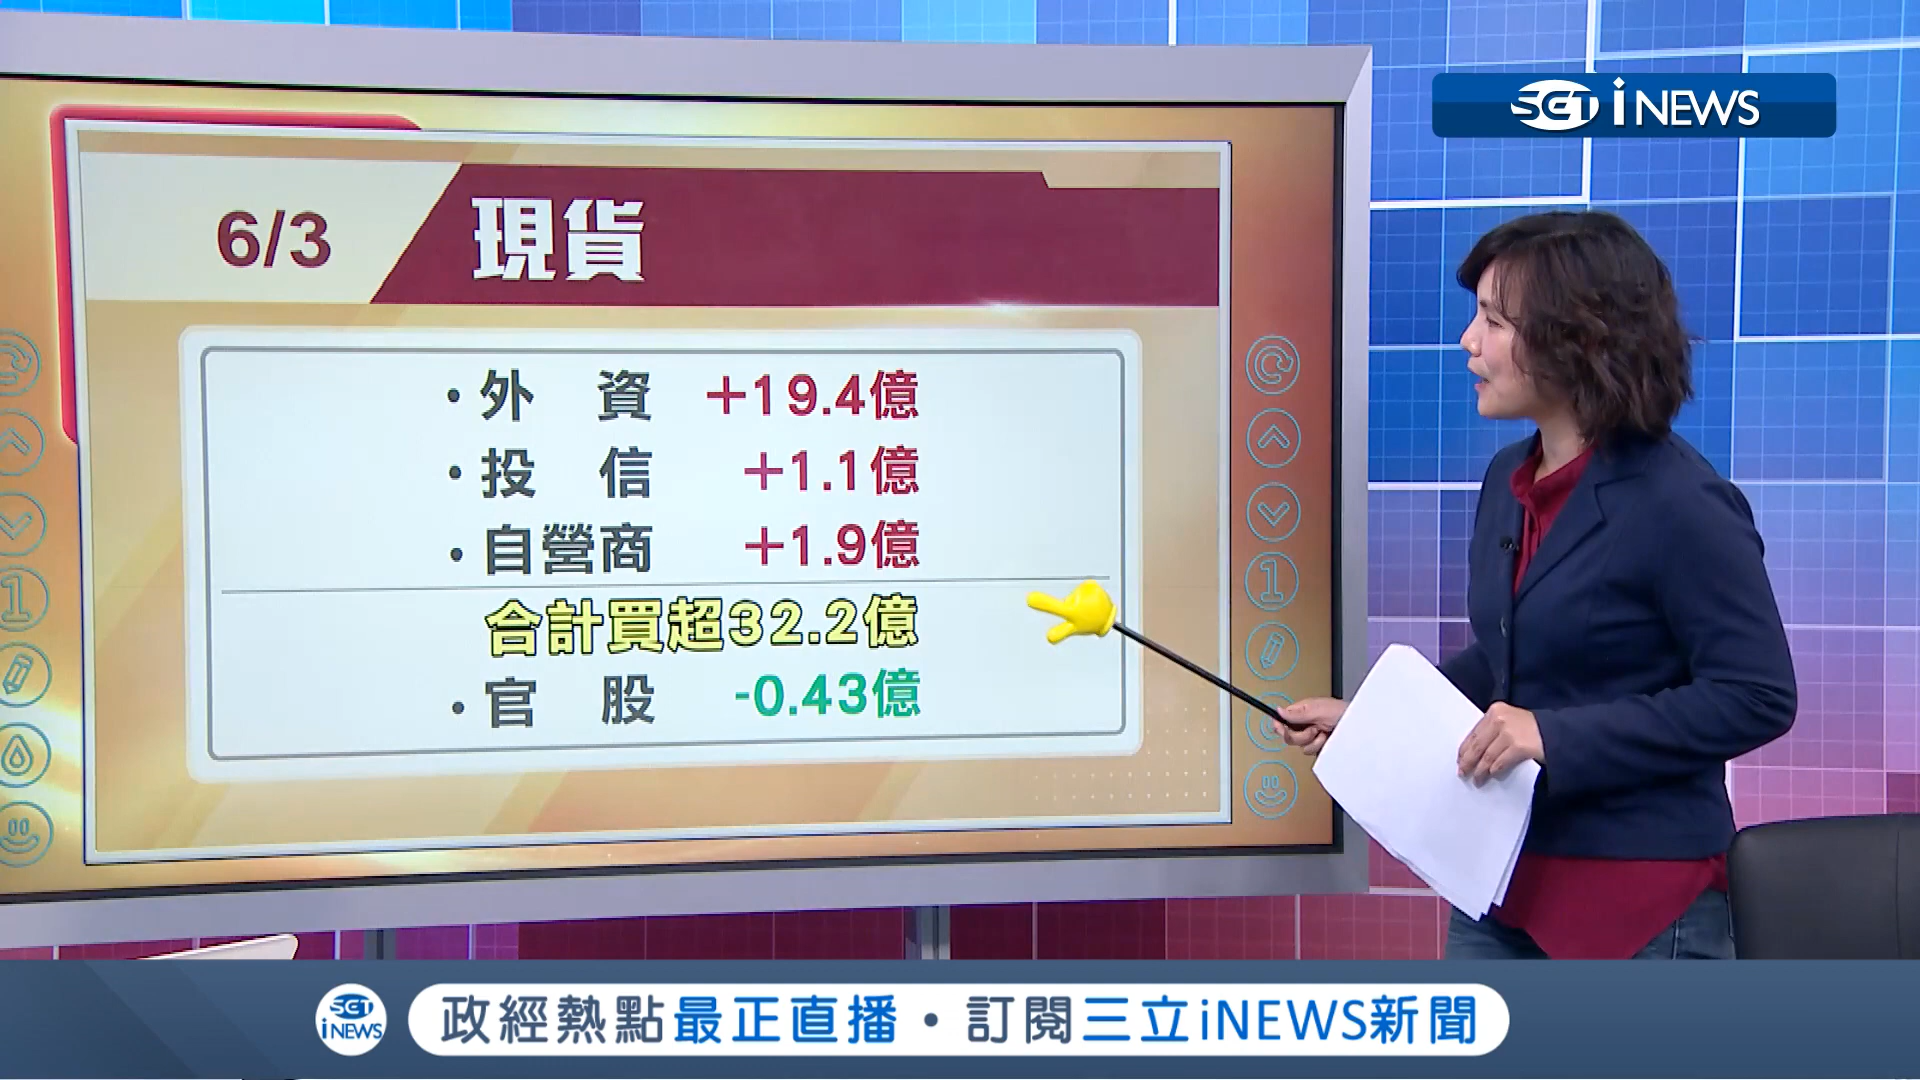 SET iNEWS
6/3 現貨
・外資 +19.4億
・投信 +1.1億
・自營商 +1.9億
合計買超32.2億
・官股 -0.43億
SET iNEWS
政經熱點最正直播・訂閱三立iNEWS新聞